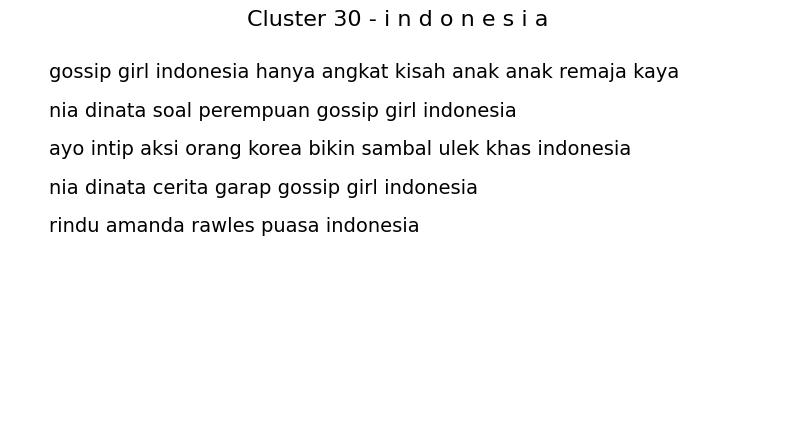 Cluster 30 - i n d o n e s i a
gossip girl indonesia hanya angkat kisah anak anak remaja kaya
nia dinata soal perempuan gossip girl indonesia
ayo intip aksi orang korea bikin sambal ulek khas indonesia
nia dinata cerita garap gossip girl indonesia
rindu amanda rawles puasa indonesia